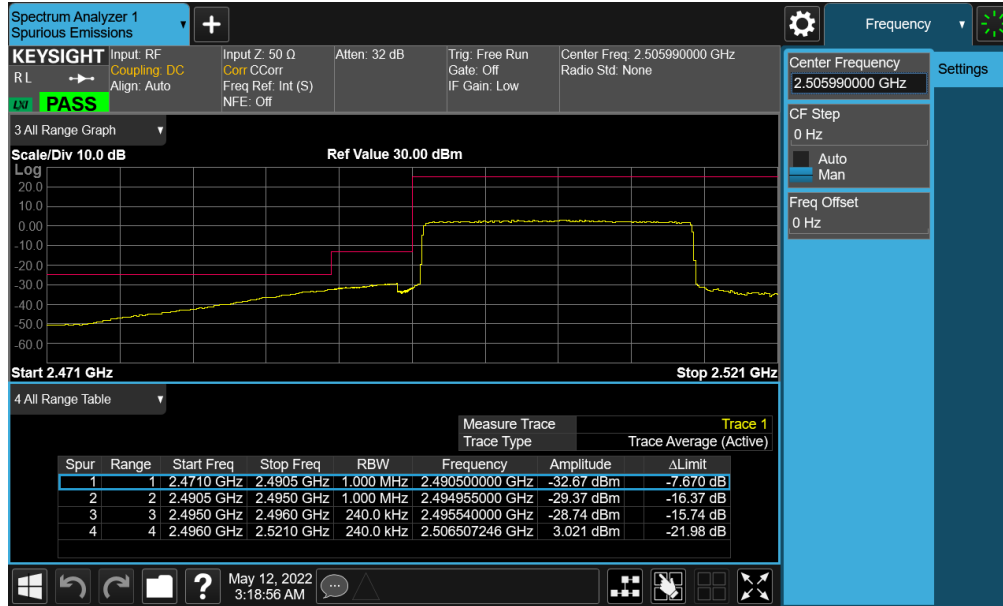 Spectrum Analyzer 1
Spurious Emissions
Frequency
KEYSIGHT
RL
LXI
PASS
Input: RF
Coupling: DC
Align: Auto
Input Z: 50 Ω
Corr CCorr
Freq Ref: Int (S)
NFE: Off
Atten: 32 dB
Trig: Free Run
Gate: Off
IF Gain: Low
Center Freq: 2.505990000 GHz
Radio Std: None
Center Frequency
2.505990000 GHz
Settings
CF Step
0 Hz
Auto
Man
Freq Offset
0 Hz
3 All Range Graph
Scale/Div 10.0 dB
Ref Value 30.00 dBm
Log
20.0
10.0
0.00
-10.0
-20.0
-30.0
-40.0
-50.0
-60.0
Start 2.471 GHz
Stop 2.521 GHz
4 All Range Table
Measure Trace Trace 1
Trace Type Trace Average (Active)
Spur Range Start Freq Stop Freq RBW Frequency Amplitude ΔLimit
1 1 2.4710 GHz 2.4905 GHz 1.000 MHz 2.490500000 GHz -32.67 dBm -7.670 dB
2 2 2.4905 GHz 2.4950 GHz 1.000 MHz 2.494955000 GHz -29.37 dBm -16.37 dB
3 3 2.4950 GHz 2.4960 GHz 240.0 kHz 2.495540000 GHz -28.74 dBm -15.74 dB
4 4 2.4960 GHz 2.5210 GHz 240.0 kHz 2.506507246 GHz 3.021 dBm -21.98 dB
May 12, 2022
3:18:56 AM